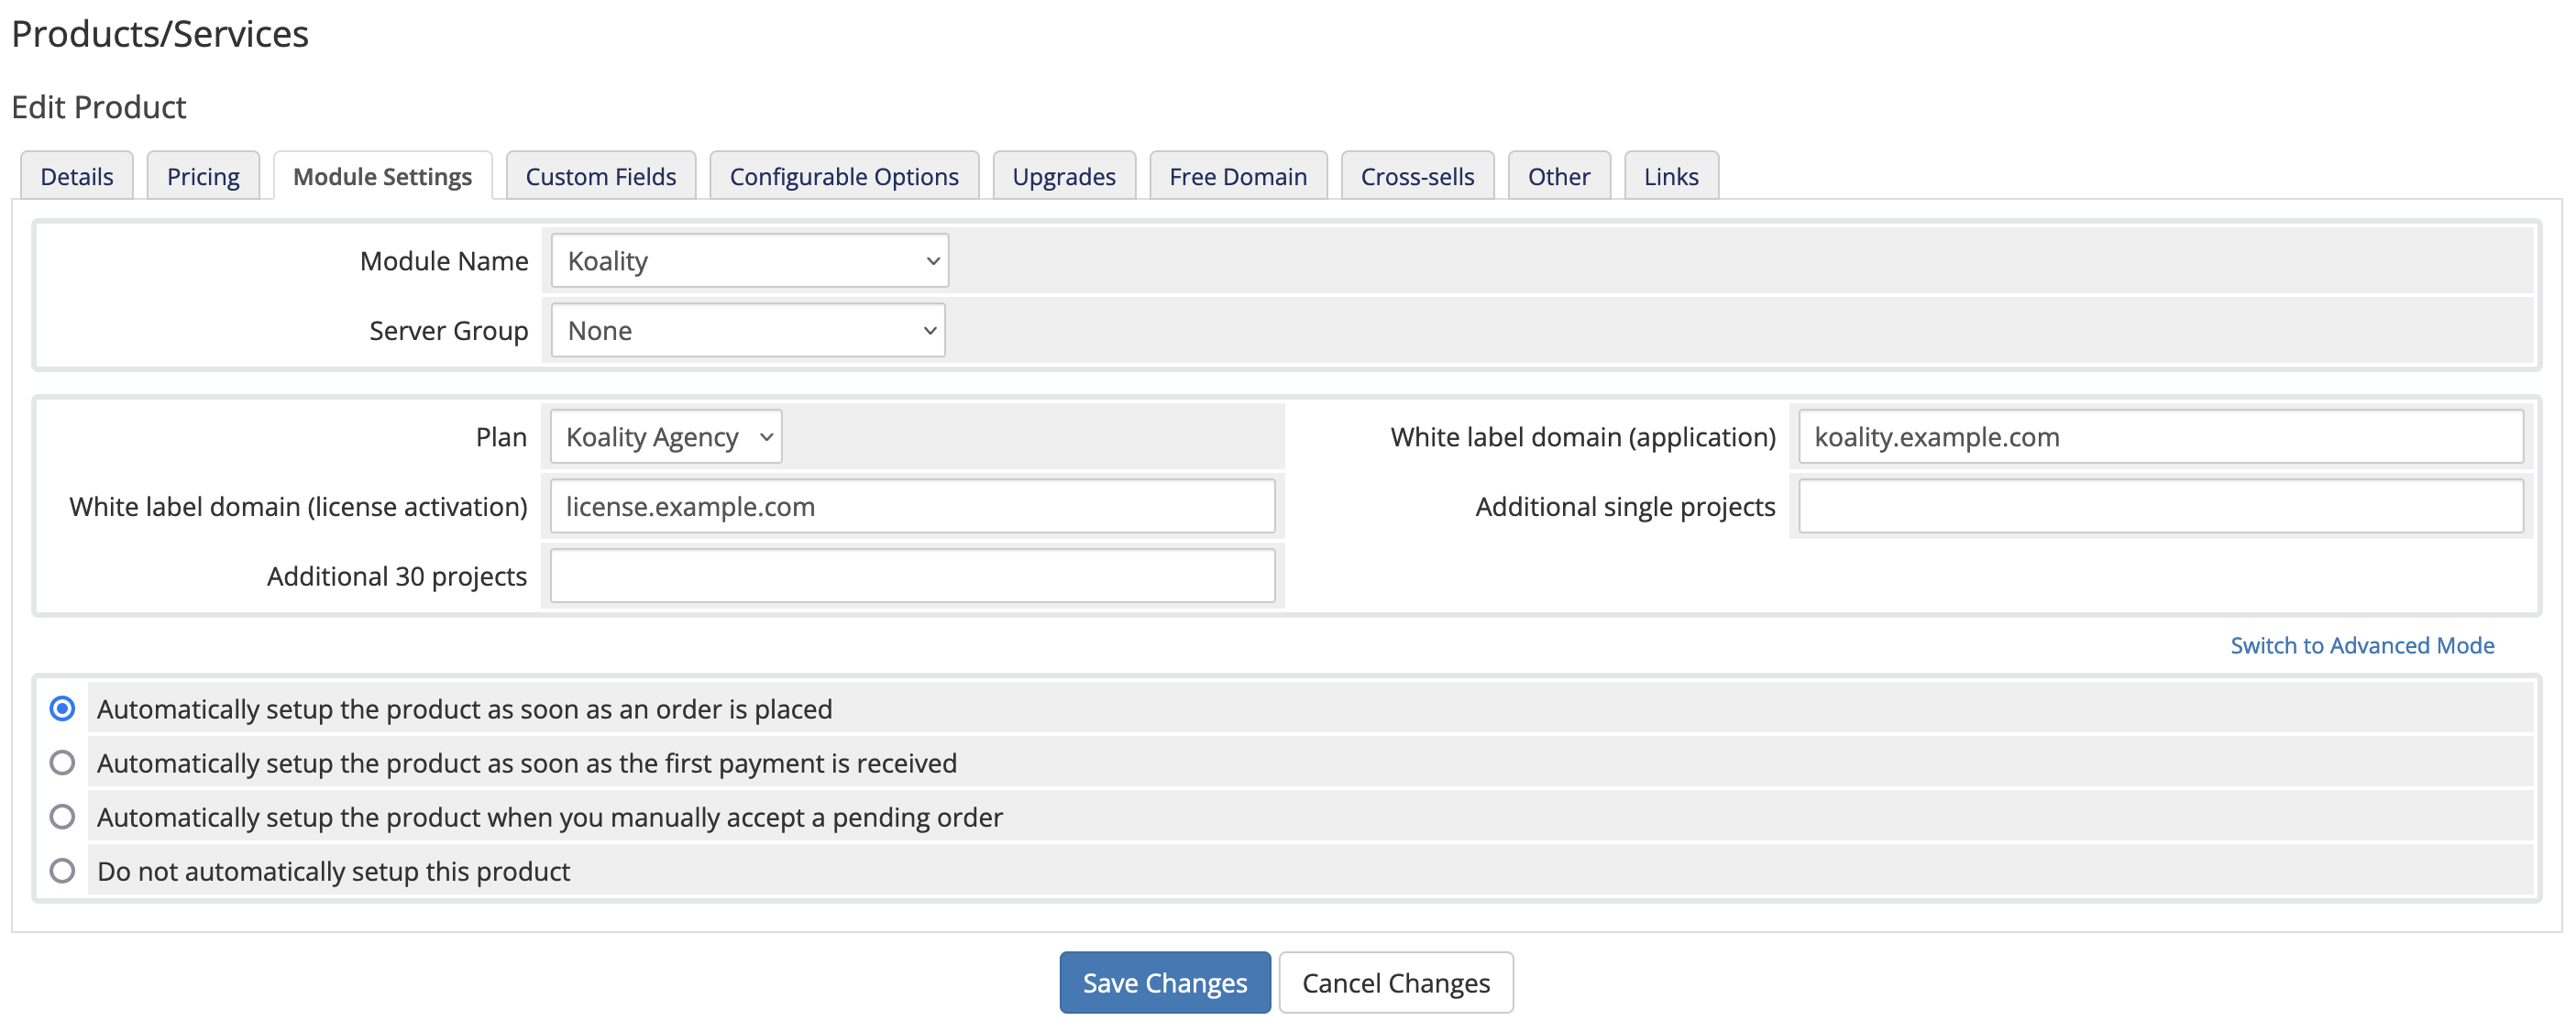 Products/Services
Edit Product
Details Pricing Module Settings Custom Fields Configurable Options Upgrades Free Domain Cross-sells Other Links
Module Name Koality
Server Group None
Plan Koality Agency White label domain (application) koality.example.com
White label domain (license activation) license.example.com Additional single projects
Additional 30 projects
Switch to Advanced Mode
Automatically setup the product as soon as an order is placed
Automatically setup the product as soon as the first payment is received
Automatically setup the product when you manually accept a pending order
Do not automatically setup this product
Save Changes Cancel Changes